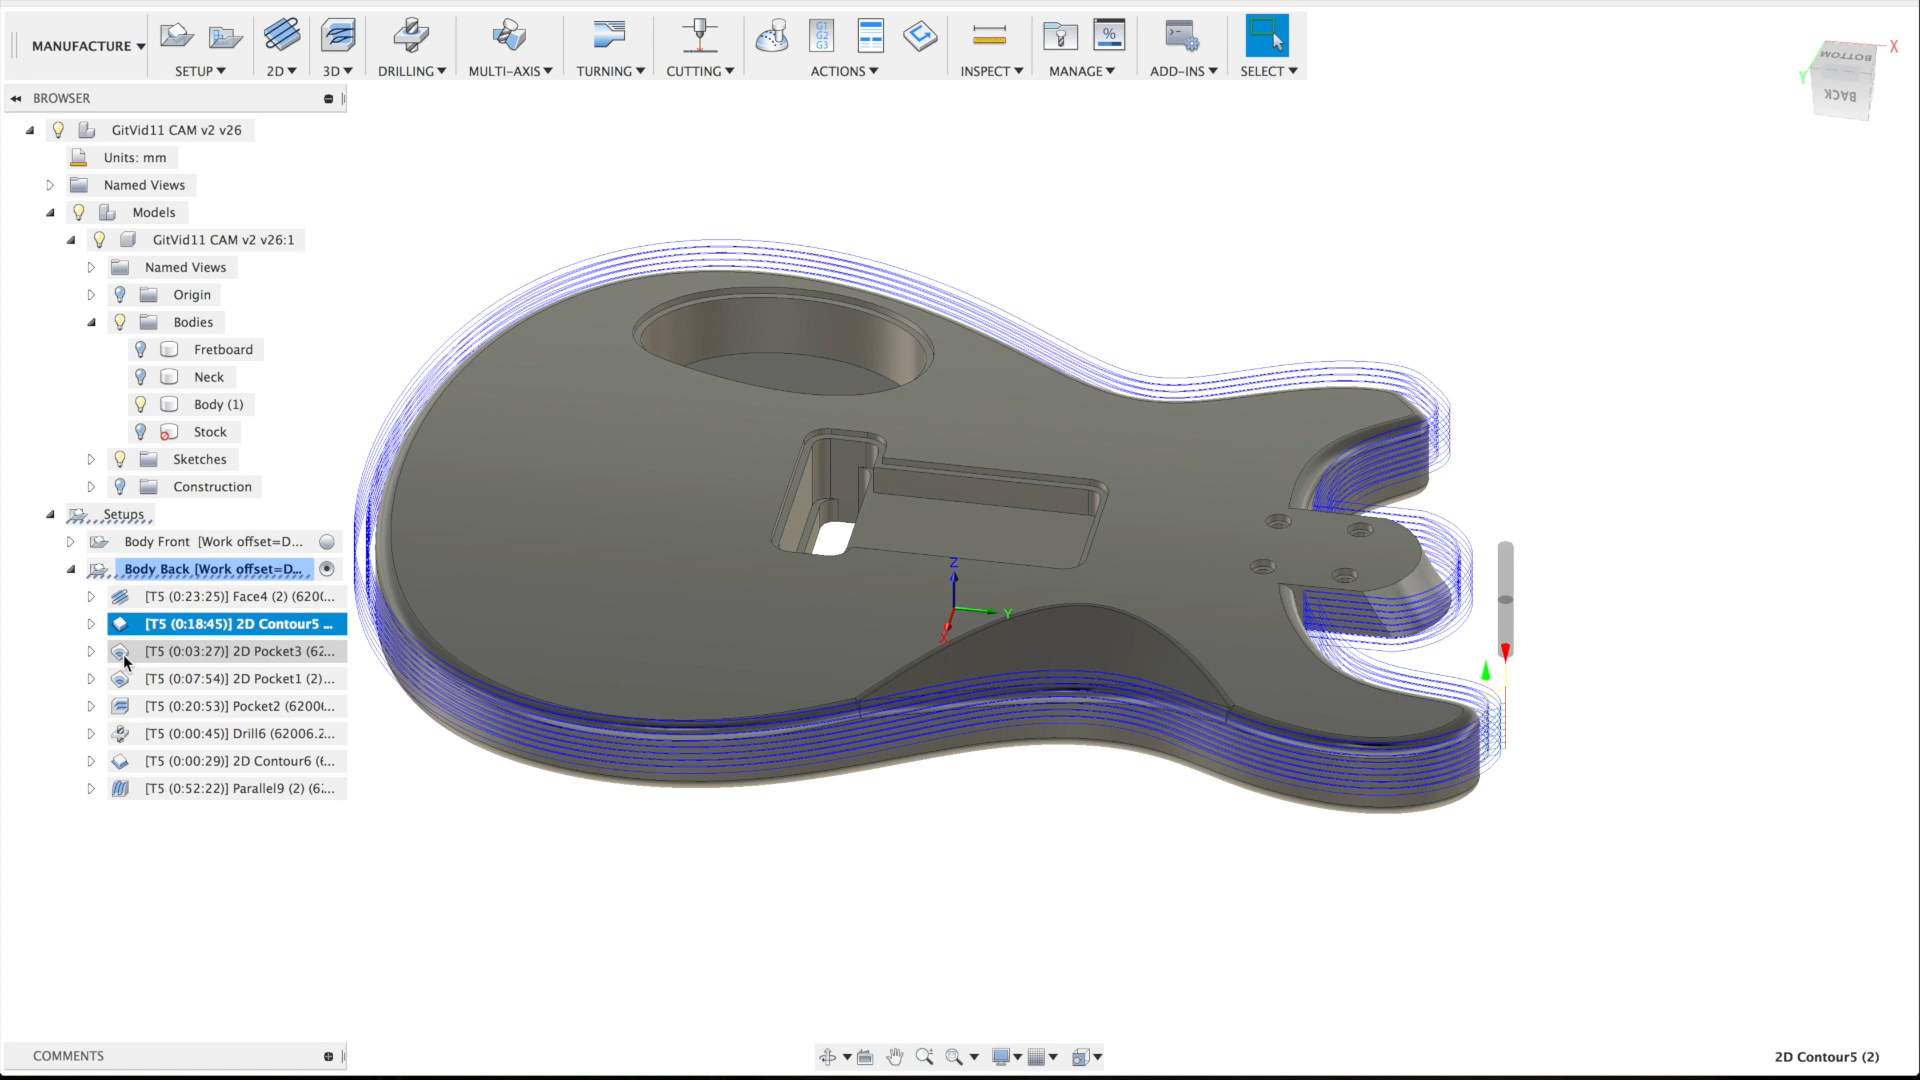 MANUFACTURE
SETUP
2D
3D
DRILLING
MULTI-AXIS
TURNING
CUTTING
G1
G2
G3
ACTIONS
INSPECT
%
MANAGE
ADD-INS
SELECT
X
Y
BOTTOM
BACK
BROWSER
GitVid11 CAM v2 v26
Units: mm
Named Views
Models
GitVid11 CAM v2 v26:1
Named Views
Origin
Bodies
Fretboard
Neck
Body (1)
Stock
Sketches
Construction
Setups
Body Front [Work offset=D...
Body Back [Work offset=D...
[T5 (0:23:25)] Face4 (2) (620(...
[T5 (0:18:45)] 2D Contour5 ...
[T5 (0:03:27)] 2D Pocket3 (62...
[T5 (0:07:54)] 2D Pocket1 (2)...
[T5 (0:20:53)] Pocket2 (6200(...
[T5 (0:00:45)] Drill6 (62006.2...
[T5 (0:00:29)] 2D Contour6 (6...
[T5 (0:52:22)] Parallel9 (2) (62...
Z
Y
X
COMMENTS
2D Contour5 (2)